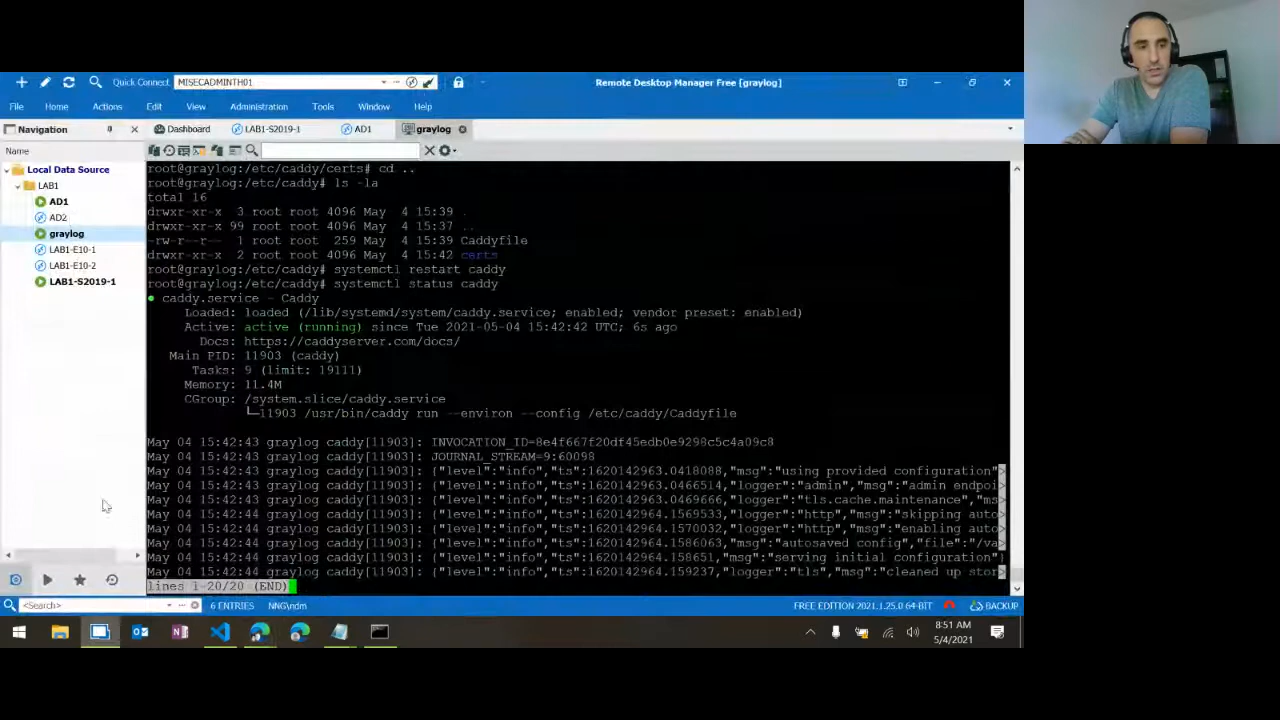 Quick Connect MISECADMINTH01 Remote Desktop Manager Free [graylog]
File Home Actions Edit View Administration Tools Window Help
Navigation Dashboard LAB1-S2019-1 AD1 graylog
Name
Local Data Source
LAB1
AD1
AD2
graylog
LAB1-E10-1
LAB1-E10-2
LAB1-S2019-1
root@graylog:/etc/caddy/certs# cd ..
root@graylog:/etc/caddy# ls -la
total 16
drwxr-xr-x 3 root root 4096 May 4 15:39 .
drwxr-xr-x 99 root root 4096 May 4 15:37 ..
-rw-r--r-- 1 root root 259 May 4 15:39 Caddyfile
drwxr-xr-x 2 root root 4096 May 4 15:42 certs
root@graylog:/etc/caddy# systemctl restart caddy
root@graylog:/etc/caddy# systemctl status caddy
● caddy.service - Caddy
Loaded: loaded (/lib/systemd/system/caddy.service; enabled; vendor preset: enabled)
Active: active (running) since Tue 2021-05-04 15:42:42 UTC; 6s ago
Docs: https://caddyserver.com/docs/
Main PID: 11903 (caddy)
Tasks: 9 (limit: 19111)
Memory: 11.4M
CGroup: /system.slice/caddy.service
└─11903 /usr/bin/caddy run --environ --config /etc/caddy/Caddyfile
May 04 15:42:43 graylog caddy[11903]: INVOCATION_ID=8e4f667f20df45edb0e9298c5c4a09c8
May 04 15:42:43 graylog caddy[11903]: JOURNAL_STREAM=9:60098
May 04 15:42:43 graylog caddy[11903]: {"level":"info","ts":1620142963.0418088,"msg":"using provided configuration">
May 04 15:42:43 graylog caddy[11903]: {"level":"info","ts":1620142963.0466514,"logger":"admin","msg":"admin endpoi>
May 04 15:42:43 graylog caddy[11903]: {"level":"info","ts":1620142963.0469666,"logger":"tls.cache.maintenance","ms>
May 04 15:42:44 graylog caddy[11903]: {"level":"info","ts":1620142964.1569533,"logger":"http","msg":"skipping auto>
May 04 15:42:44 graylog caddy[11903]: {"level":"info","ts":1620142964.1570032,"logger":"http","msg":"enabling auto>
May 04 15:42:44 graylog caddy[11903]: {"level":"info","ts":1620142964.1586063,"msg":"autosaved config","file":"/va>
May 04 15:42:44 graylog caddy[11903]: {"level":"info","ts":1620142964.158651,"msg":"serving initial configuration">
May 04 15:42:44 graylog caddy[11903]: {"level":"info","ts":1620142964.159237,"logger":"tls","msg":"cleaned up stor>
lines 1-20/20 (END)
<Search> 6 ENTRIES NNG\rdm FREE EDITION 2021.1.25.0 64-BIT BACKUP
8:51 AM
5/4/2021